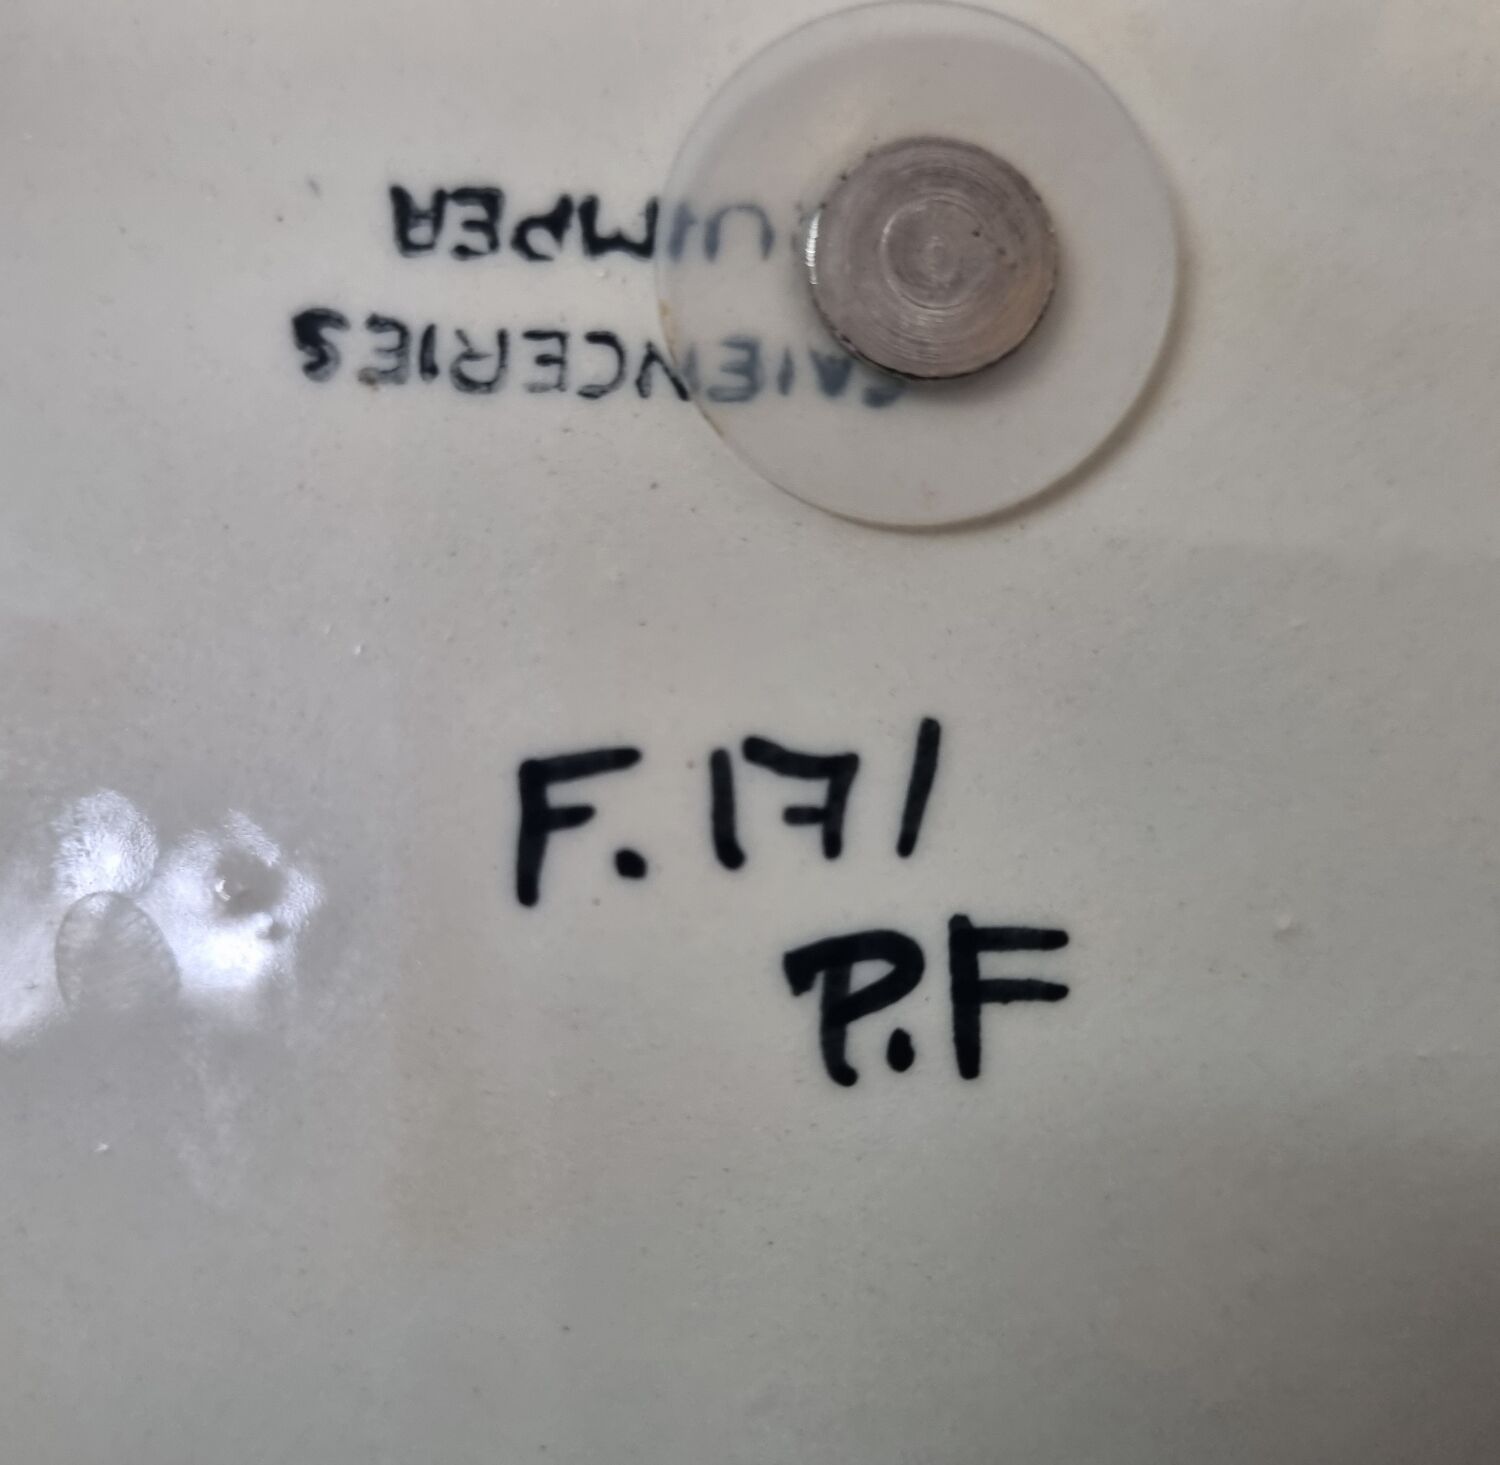 FAIENCERIES
QUIMPER
F. 171
P.F